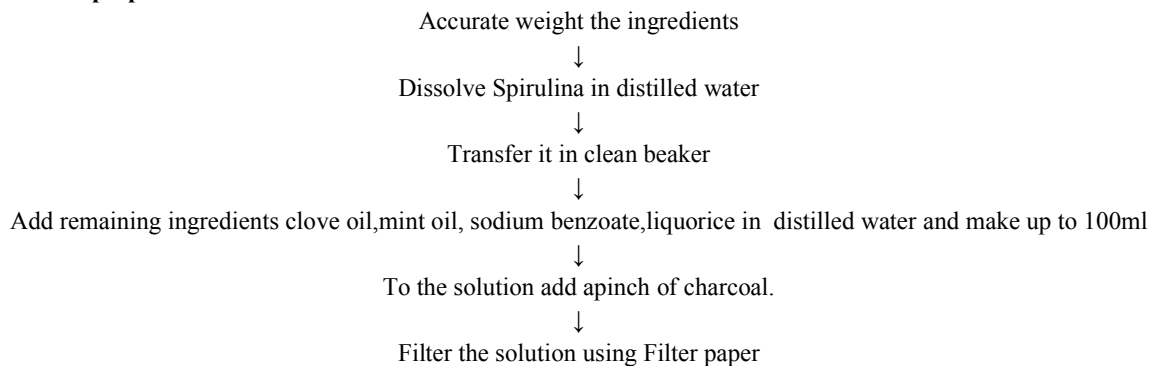 Accurate weight the ingredients
↓
Dissolve Spirulina in distilled water
↓
Transfer it in clean beaker
↓
Add remaining ingredients clove oil,mint oil, sodium benzoate,liquorice in distilled water and make up to 100ml
↓
To the solution add apinch of charcoal.
↓
Filter the solution using Filter paper